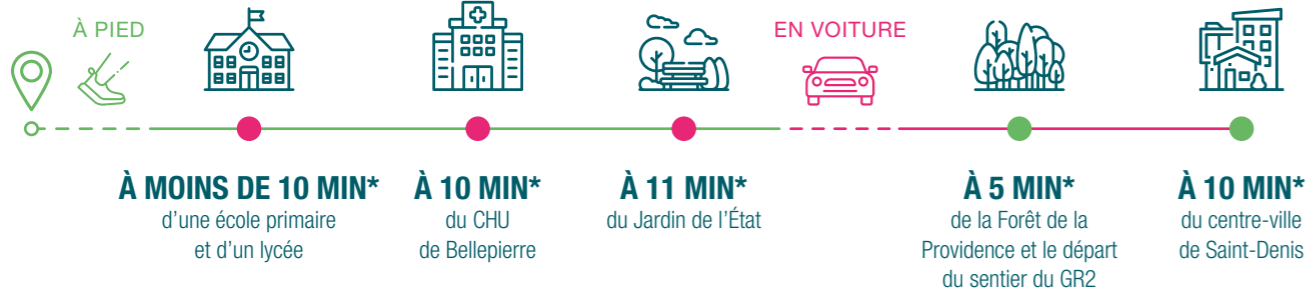 À PIED
EN VOITURE
À MOINS DE 10 MIN*
d'une école primaire
et d'un lycée
À 10 MIN*
du CHU
de Bellepierre
À 11 MIN*
du Jardin de l'État
À 5 MIN*
de la Forêt de la
Providence et le départ
du sentier du GR2
À 10 MIN*
du centre-ville
de Saint-Denis